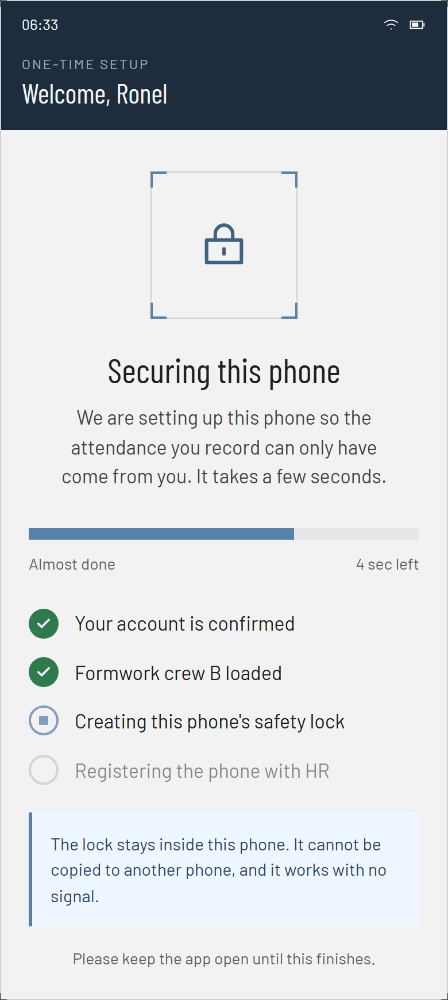 06:33
ONE-TIME SETUP
Welcome, Ronel
Securing this phone
We are setting up this phone so the
attendance you record can only have
come from you. It takes a few seconds.
Almost done
4 sec left
Your account is confirmed
Formwork crew B loaded
Creating this phone's safety lock
Registering the phone with HR
The lock stays inside this phone. It cannot be
copied to another phone, and it works with no
signal.
Please keep the app open until this finishes.